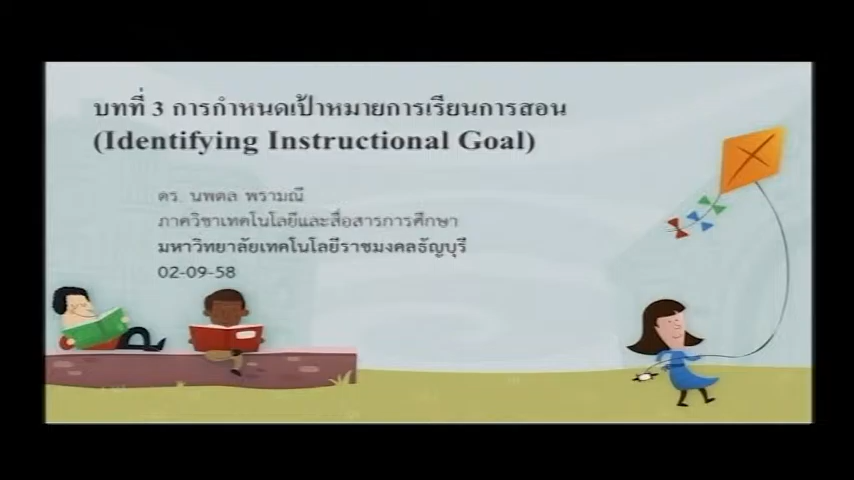 บทที่ 3 การกำหนดเป้าหมายการเรียนการสอน
(Identifying Instructional Goal)
ดร. นพดล พรามณี
ภาควิชาเทคโนโลยีและสื่อสารการศึกษา
มหาวิทยาลัยเทคโนโลยีราชมงคลธัญบุรี
02-09-58